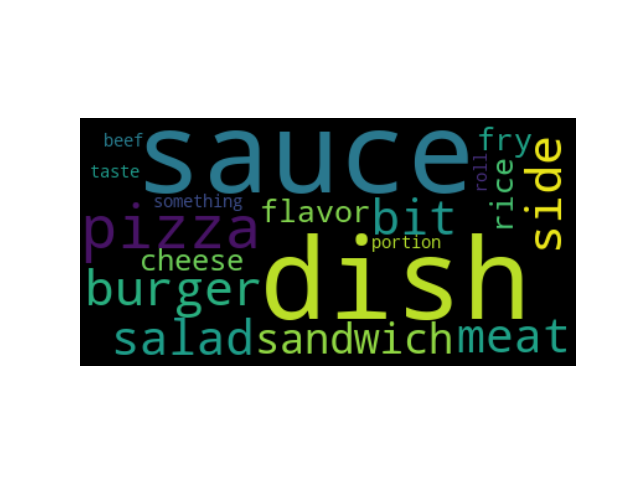 beef
sauce
fry
side
taste
roll
rice
something
pizza
flavor
bit
portion
cheese
dish
burger
salad
sandwich
meat